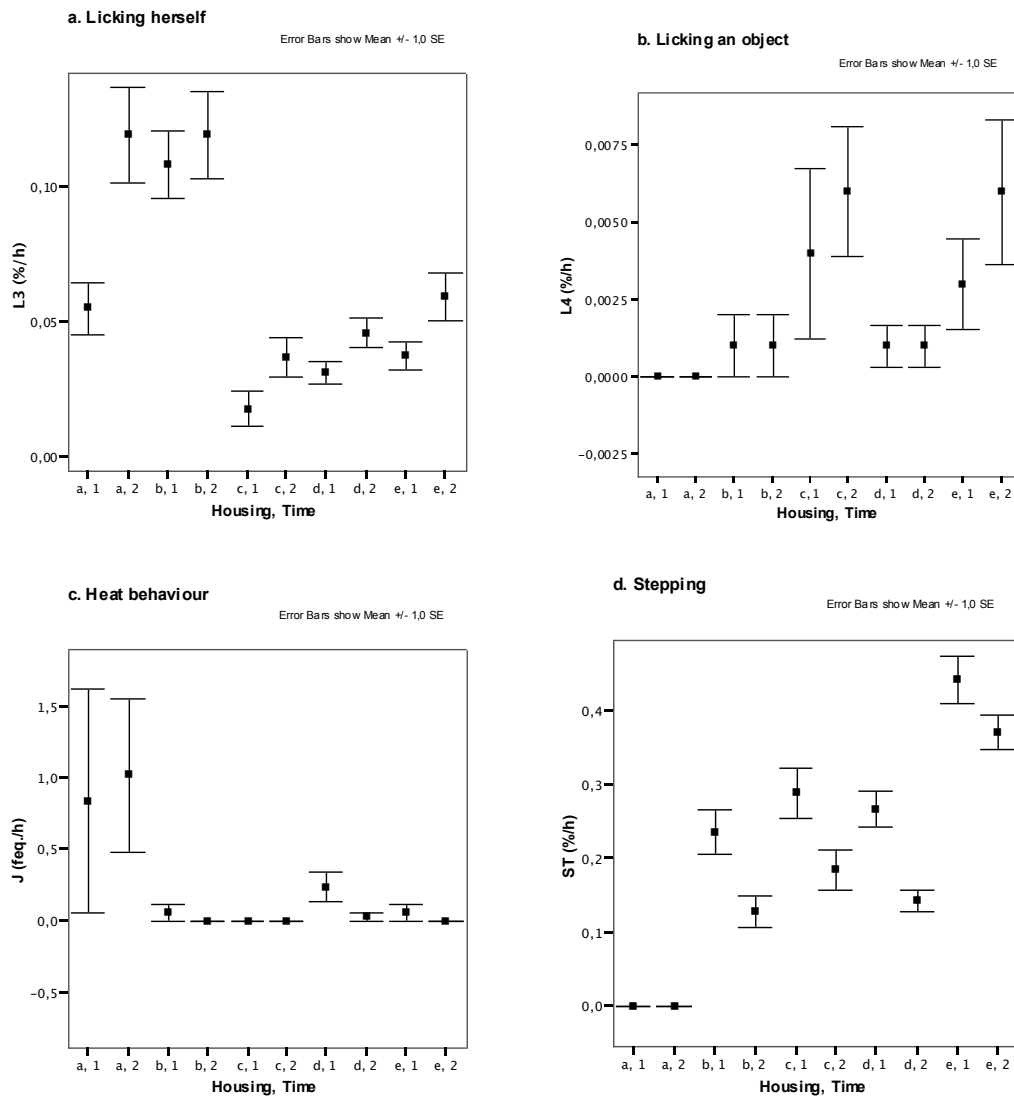 a. Licking herself
Error Bars show Mean +/- 1,0 SE
L3 (%/h)
0,10
0,05
0,00
a, 1 a, 2 b, 1 b, 2 c, 1 c, 2 d, 1 d, 2 e, 1 e, 2
Housing, Time
b. Licking an object
Error Bars show Mean +/- 1,0 SE
L4 (%/h)
0,0075
0,0050
0,0025
0,0000
−0,0025
a, 1 a, 2 b, 1 b, 2 c, 1 c, 2 d, 1 d, 2 e, 1 e, 2
Housing, Time
c. Heat behaviour
Error Bars show Mean +/- 1,0 SE
J (feq./h)
1,5
1,0
0,5
0,0
−0,5
a, 1 a, 2 b, 1 b, 2 c, 1 c, 2 d, 1 d, 2 e, 1 e, 2
Housing, Time
d. Stepping
Error Bars show Mean +/- 1,0 SE
ST (%/h)
0,4
0,3
0,2
0,1
0,0
a, 1 a, 2 b, 1 b, 2 c, 1 c, 2 d, 1 d, 2 e, 1 e, 2
Housing, Time